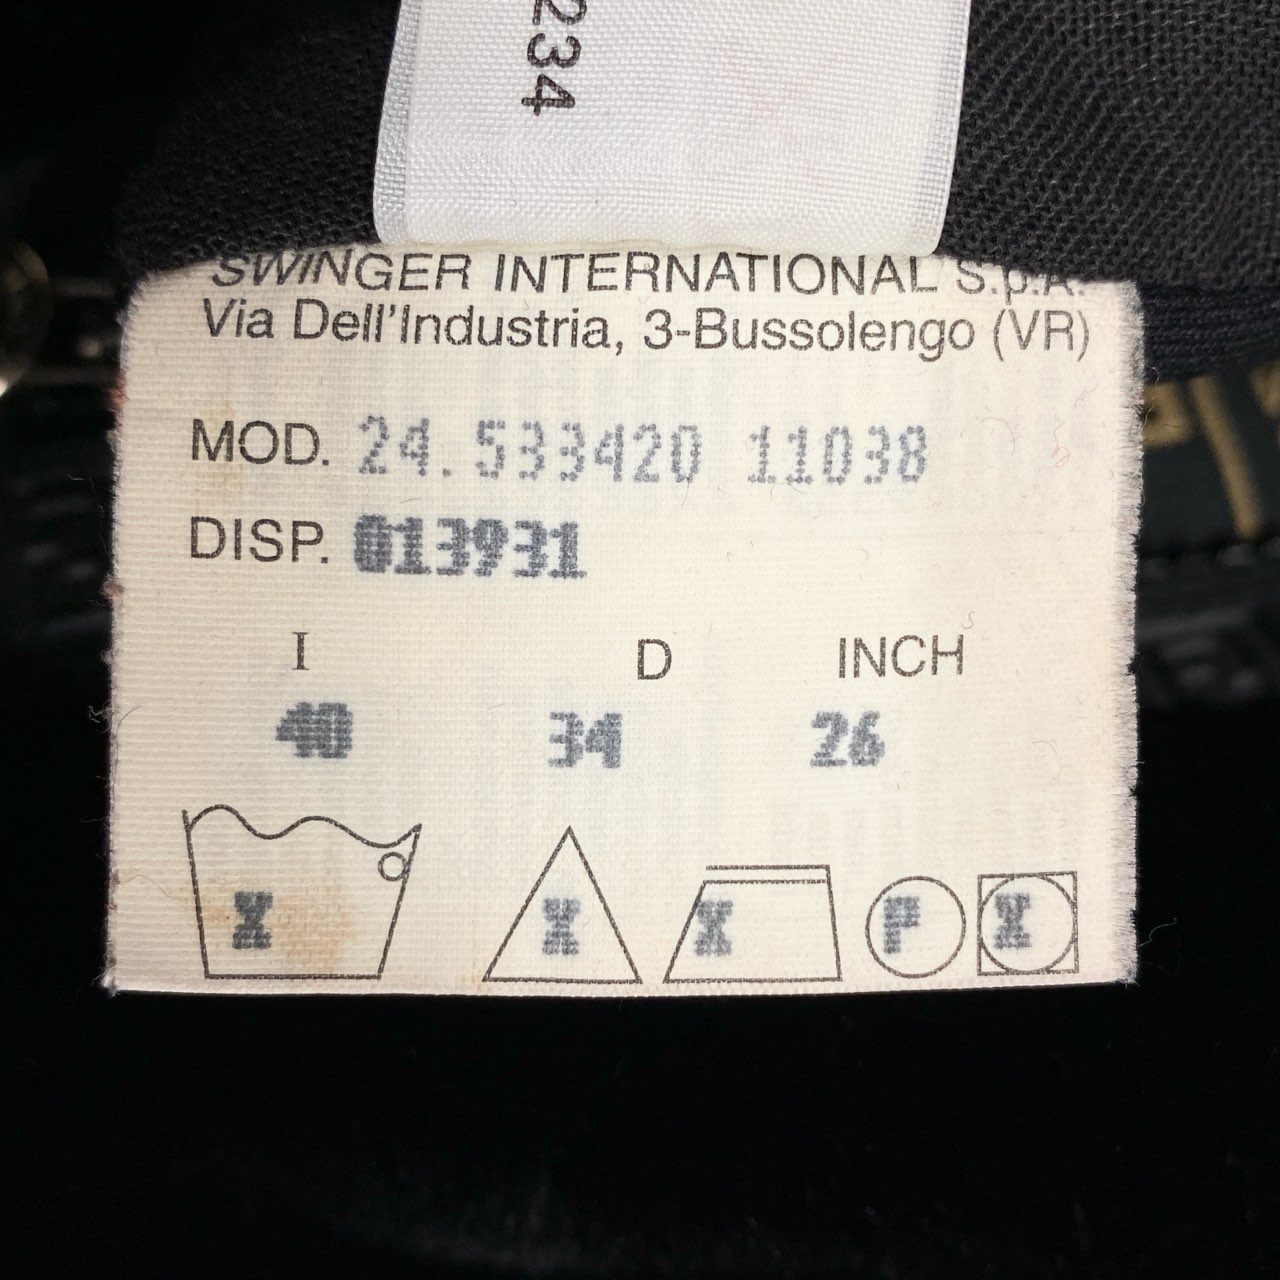 234
SWINGER INTERNATIONAL S.p.A.
Via Dell'Industria, 3-Bussolengo (VR)
MOD. 24.533420 11038
DISP. 013931
I D INCH
40 34 26
X X X P X